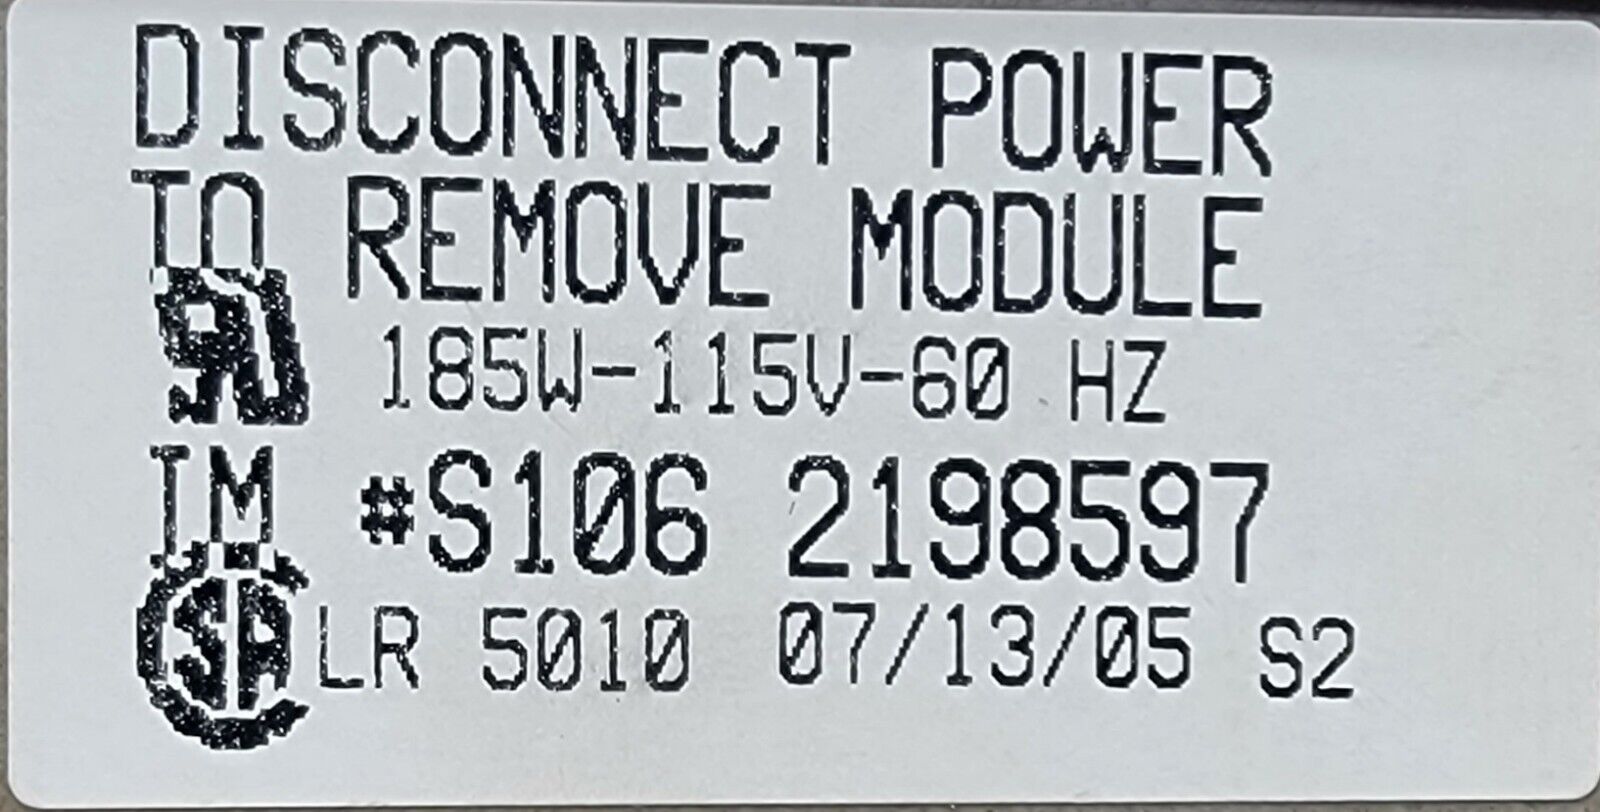 DISCONNECT POWER
TO REMOVE MODULE
185W-115V-60 HZ
IM #S106 2198597
LR 5010 07/13/05 S2